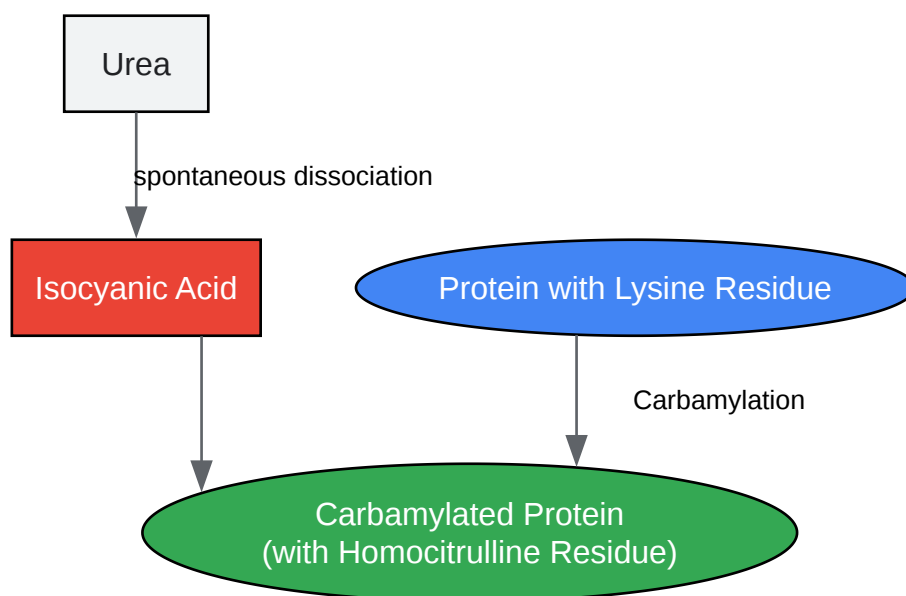 Urea
spontaneous dissociation
Isocyanic Acid
Protein with Lysine Residue
Carbamylation
Carbamylated Protein
(with Homocitrulline Residue)